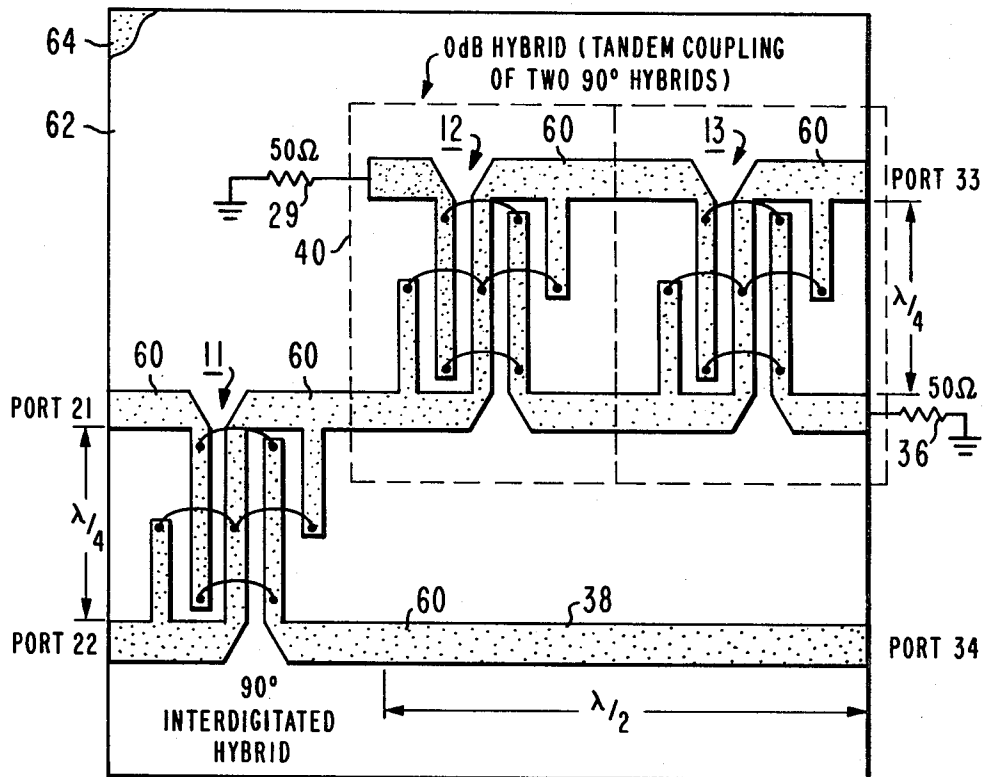 64
0dB HYBRID (TANDEM COUPLING
OF TWO 90° HYBRIDS)
62
12
60
13
60
50Ω
29
PORT 33
40
λ/4
60
11
60
PORT 21
50Ω
36
λ/4
60
38
PORT 22
PORT 34
90°
INTERDIGITATED
HYBRID
λ/2